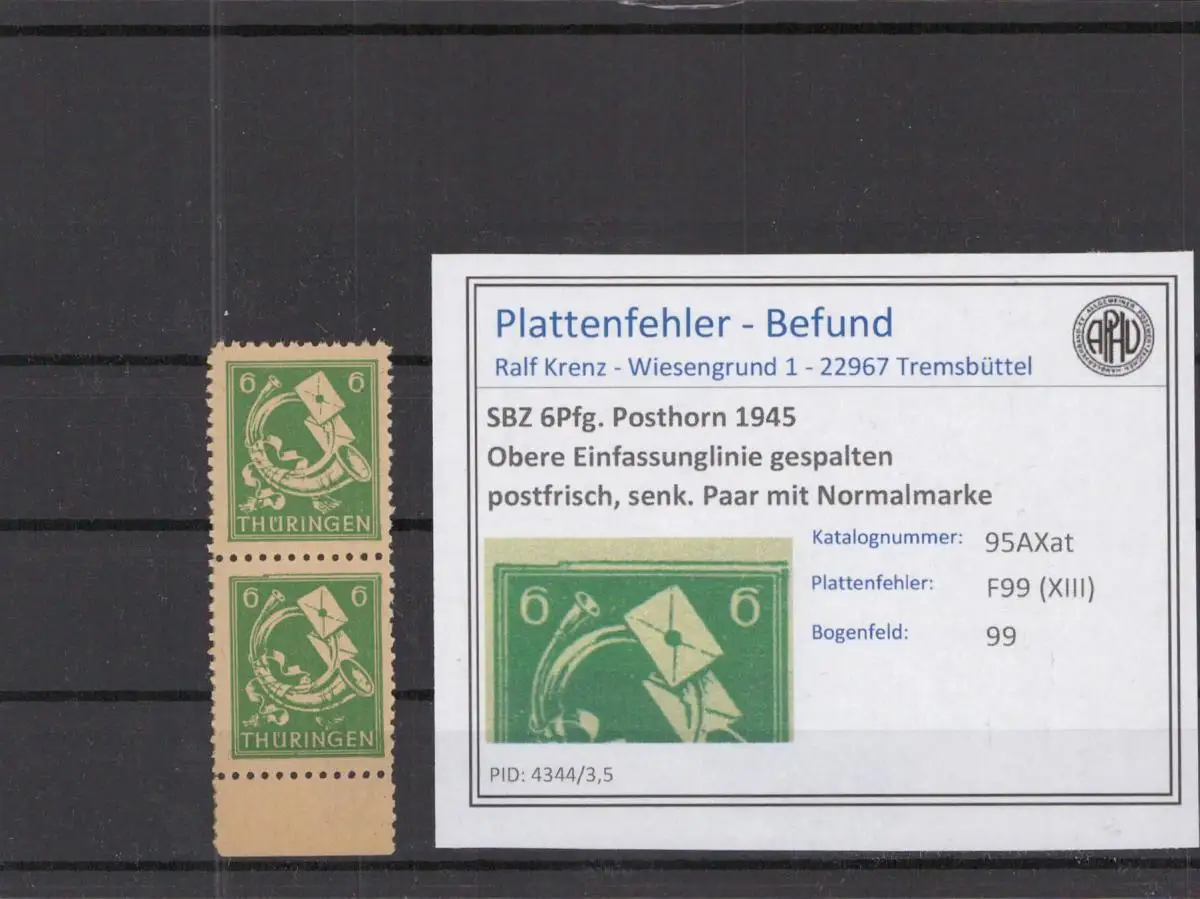 6 6
THÜRINGEN
6 6
THÜRINGEN
Plattenfehler - Befund
Ralf Krenz - Wiesengrund 1 - 22967 Tremsbüttel
APHV
SBZ 6Pfg. Posthorn 1945
Obere Einfassunglinie gespalten
postfrisch, senk. Paar mit Normalmarke
6 6
Katalognummer: 95AXat
Plattenfehler: F99 (XIII)
Bogenfeld: 99
PID: 4344/3,5